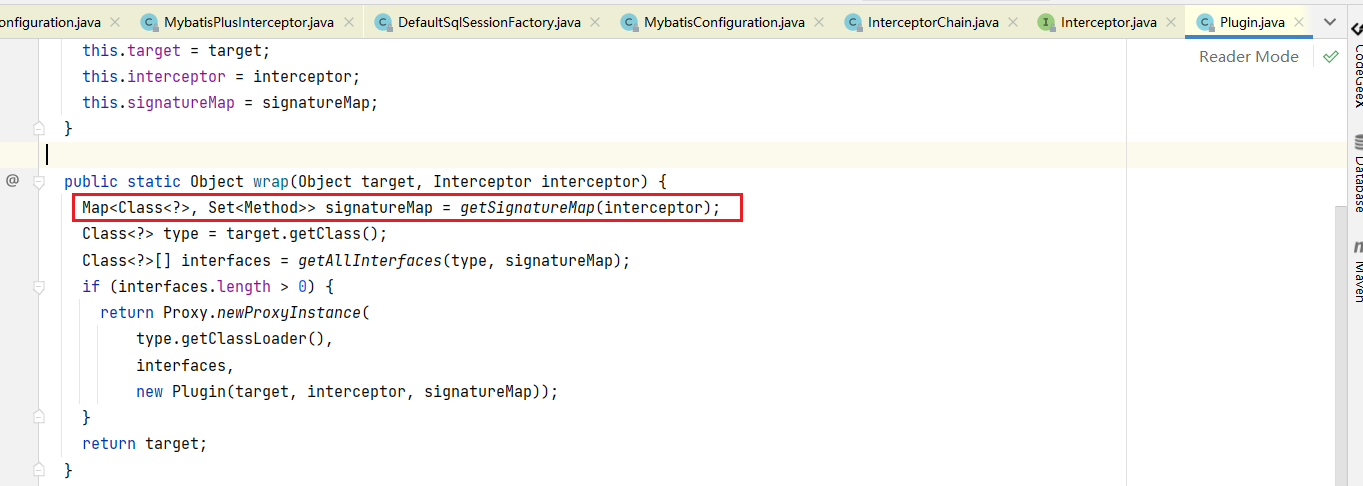 onfiguration.java
MybatisPlusInterceptor.java
DefaultSqlSessionFactory.java
MybatisConfiguration.java
InterceptorChain.java
Interceptor.java
Plugin.java
Reader Mode
this.target = target;
this.interceptor = interceptor;
this.signatureMap = signatureMap;
}
public static Object wrap(Object target, Interceptor interceptor) {
Map<Class<?>, Set<Method>> signatureMap = getSignatureMap(interceptor);
Class<?> type = target.getClass();
Class<?>[] interfaces = getAllInterfaces(type, signatureMap);
if (interfaces.length > 0) {
return Proxy.newProxyInstance(
type.getClassLoader(),
interfaces,
new Plugin(target, interceptor, signatureMap));
}
return target;
}
CodeGeeX
Database
Maven